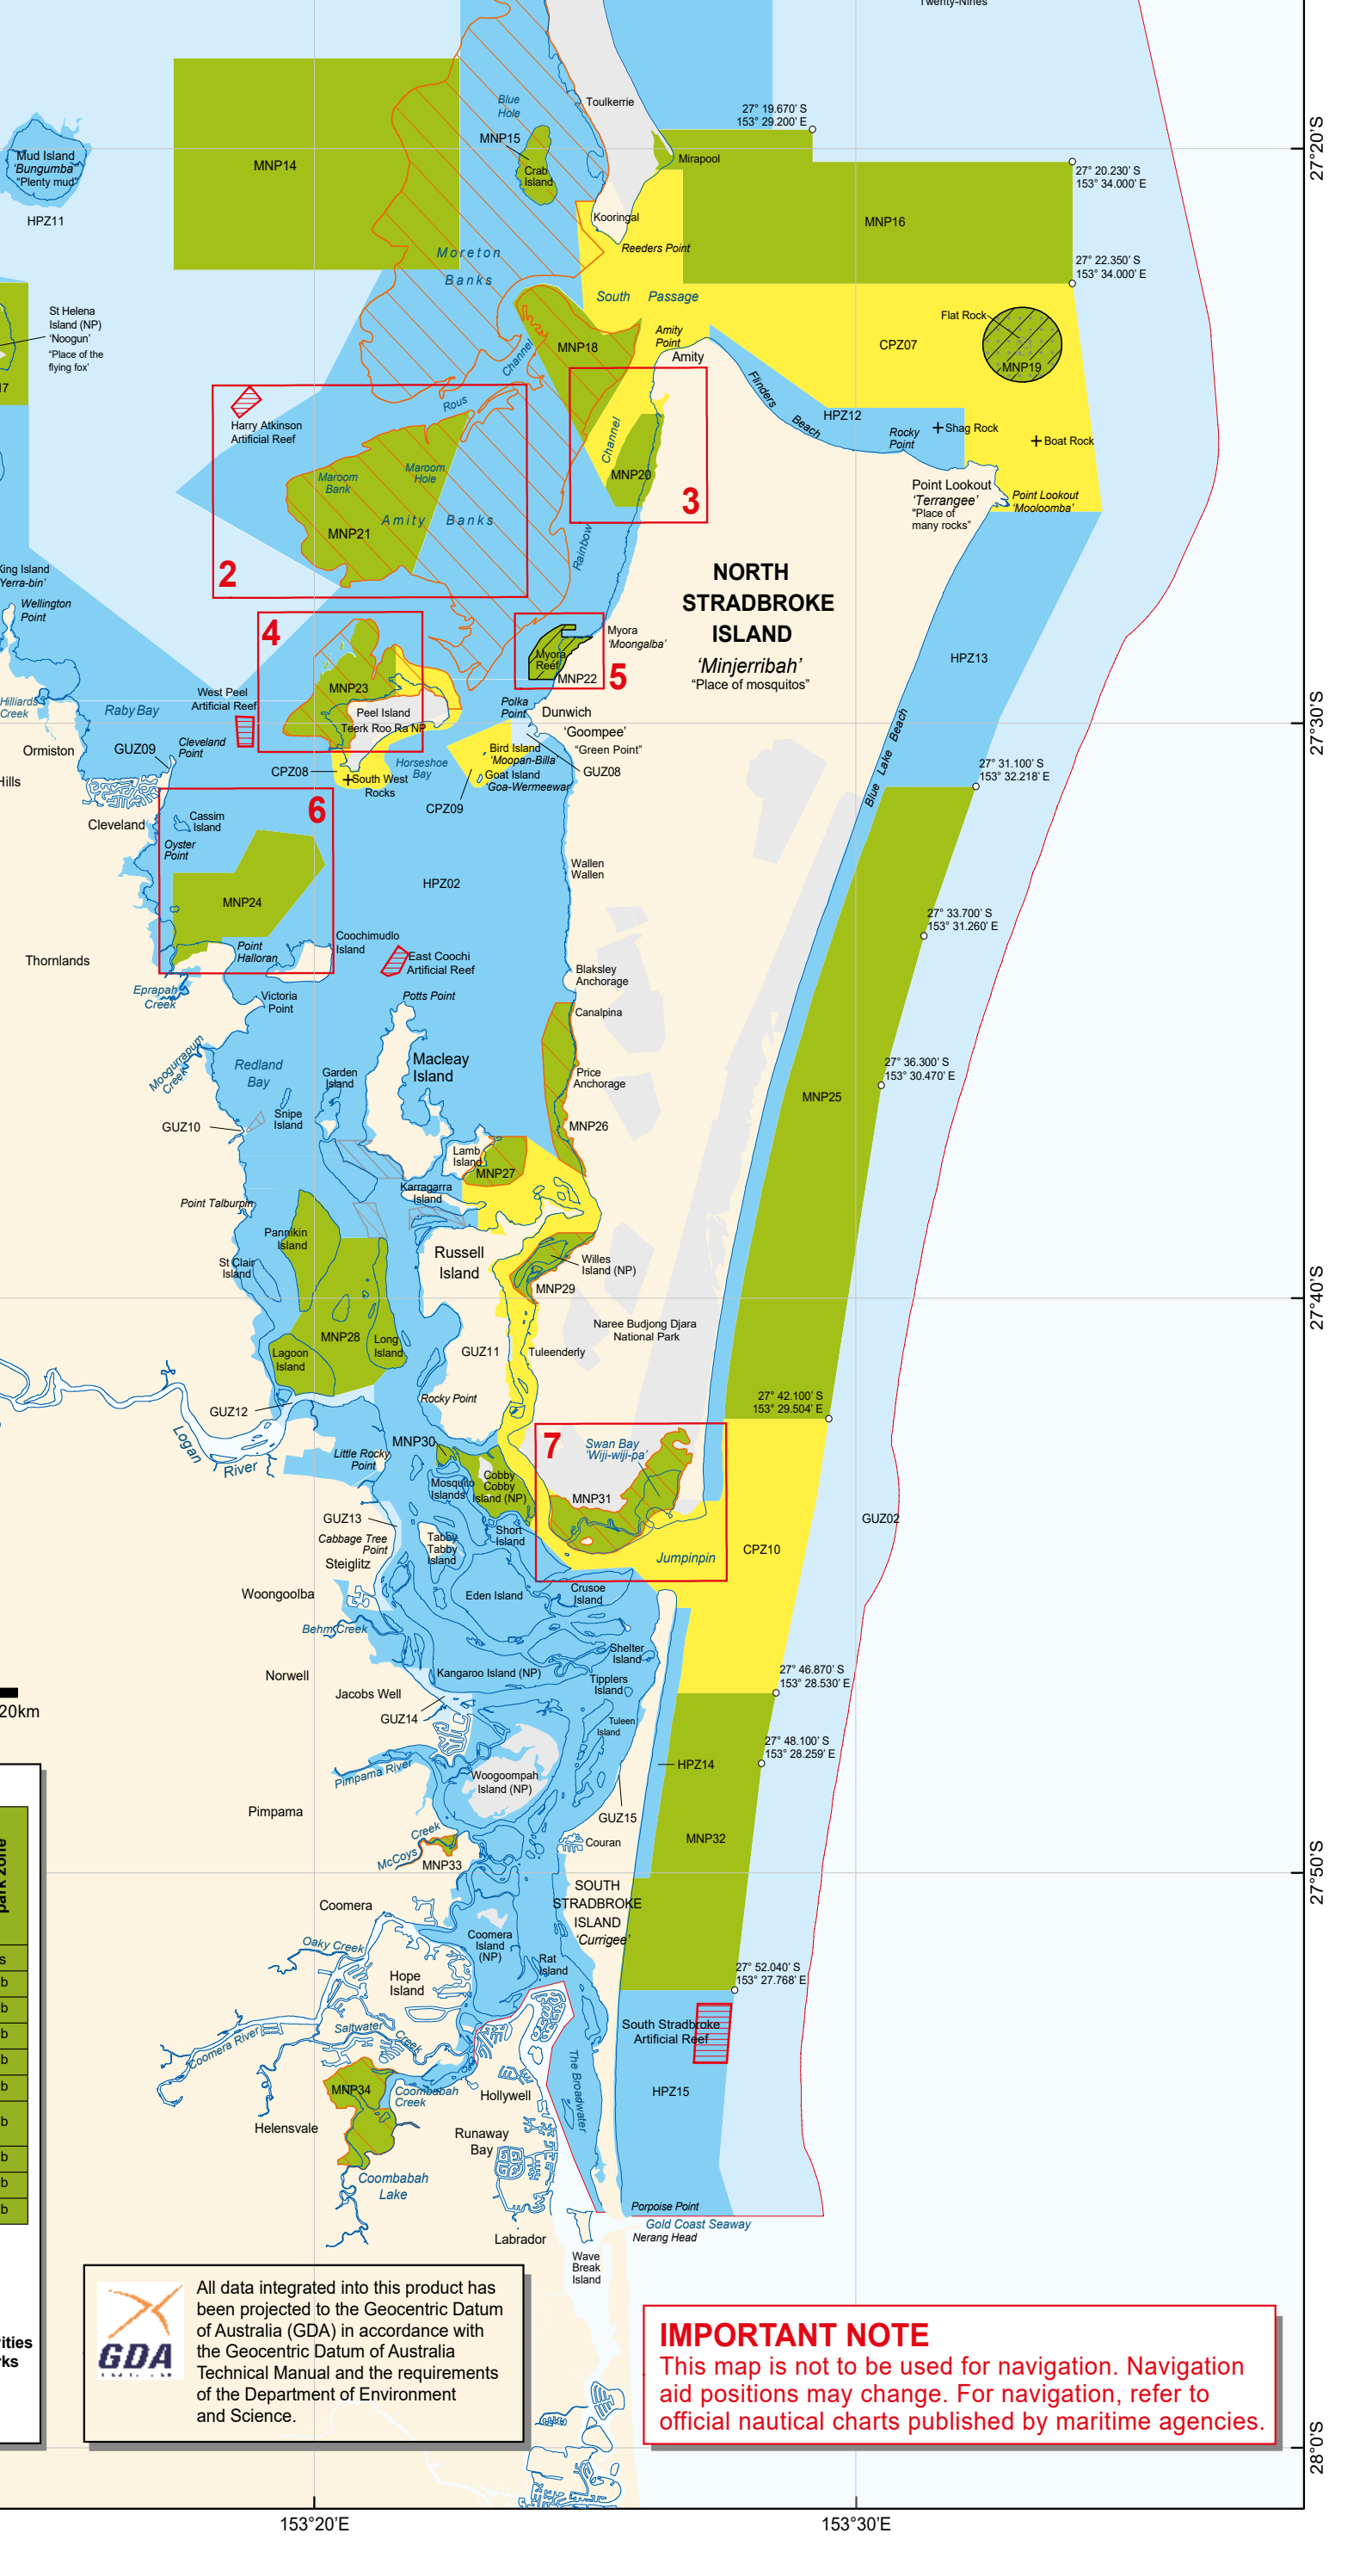 Twenty-Nines
Toulkerrie
27° 19.670' S
153° 29.200' E
27°20'S
Blue
Hole
MNP15
Crab
Island
MNP14
Mirapool
27° 20.230' S
153° 34.000' E
Mud Island
'Bungumba'
"Plenty mud"
HPZ11
Kooringal
MNP16
Reeders Point
Moreton
Banks
27° 22.350' S
153° 34.000' E
South Passage
St Helena
Island (NP)
'Noogun'
"Place of the
flying fox'
17
Amity
Point
Amity
Flat Rock
MNP19
CPZ07
MNP18
Channel
Rous
Flinders
Beach
HPZ12
Rocky
Point
Shag Rock
Boat Rock
Harry Atkinson
Artificial Reef
Maroom
Bank
Maroom
Hole
Amity Banks
MNP21
2
Channel
MNP20
3
Rainbow
Point Lookout
'Terrangee'
"Place of
many rocks"
Point Lookout
'Mooloomba'
King Island
'Yerra-bin'
Wellington
Point
NORTH
STRADBROKE
ISLAND
'Minjerribah'
"Place of mosquitos"
HPZ13
4
Myora
'Moongalba'
Myora
Reef
MNP22
5
MNP23
West Peel
Artificial Reef
Peel Island
Teerk Roo Ra NP
Hilliards
Creek
Raby Bay
Polka
Point
Dunwich
'Goompee'
"Green Point"
27°30'S
Ormiston
GUZ09
Cleveland
Point
CPZ08
South West
Rocks
Horseshoe
Bay
Bird Island
'Moopan-Billa'
Goat Island
'Goa-Wermeewar'
GUZ08
CPZ09
Hills
Blue Lake Beach
27° 31.100' S
153° 32.218' E
6
Cleveland
Cassim
Island
Oyster
Point
Wallen
Wallen
HPZ02
MNP24
27° 33.700' S
153° 31.260' E
Thornlands
Point
Halloran
Coochimudlo
Island
East Coochi
Artificial Reef
Blaksley
Anchorage
Eprapah
Creek
Victoria
Point
Potts Point
Canalpina
Moogurrapum
Creek
Redland
Bay
Macleay
Island
Garden
Island
Price
Anchorage
27° 36.300' S
153° 30.470' E
MNP25
GUZ10
Snipe
Island
MNP26
Lamb
Island
MNP27
Karragarra
Island
Point Talburpin
Pannikin
Island
St Clair
Island
Russell
Island
Willes
Island (NP)
MNP29
27°40'S
Naree Budjong Djara
National Park
MNP28
Lagoon
Island
Long
Island
GUZ11
Tuleenderly
Rocky Point
27° 42.100' S
153° 29.504' E
GUZ12
Logan
River
Little Rocky
Point
MNP30
Mosquito
Islands
Cobby
Cobby
Island (NP)
7
Swan Bay
'Wiji-wiji-pa'
MNP31
GUZ02
GUZ13
Cabbage Tree
Point
Steiglitz
Tabby
Tabby
Island
Short
Island
Jumpinpin
CPZ10
Woongoolba
Eden Island
Crusoe
Island
Behm Creek
Shelter
Island
Norwell
Kangaroo Island (NP)
Tipplers
Island
27° 46.870' S
153° 28.530' E
20km
Jacobs Well
GUZ14
Tuleen
Island
27° 48.100' S
153° 28.259' E
HPZ14
Pimpama River
Woogoompah
Island (NP)
Pimpama
GUZ15
MNP32
McCoys
Creek
MNP33
Couran
park zone
27°50'S
SOUTH
STRADBROKE
ISLAND
'Currigee'
Coomera
Oaky Creek
Coomera
Island
(NP)
Rat
Island
Hope
Island
27° 52.040' S
153° 27.768' E
s
b
b
b
b
b
b
b
b
b
Coomera River
Saltwater
Creek
South Stradbroke
Artificial Reef
The Broadwater
MNP34
Coombabah
Creek
Hollywell
HPZ15
Helensvale
Runaway
Bay
Coombabah
Lake
Porpoise Point
Gold Coast Seaway
Nerang Head
Labrador
Wave
Break
Island
GDA
All data integrated into this product has
been projected to the Geocentric Datum
of Australia (GDA) in accordance with
the Geocentric Datum of Australia
Technical Manual and the requirements
of the Department of Environment
and Science.
IMPORTANT NOTE
This map is not to be used for navigation. Navigation
aid positions may change. For navigation, refer to
official nautical charts published by maritime agencies.
28°0'S
153°20'E
153°30'E